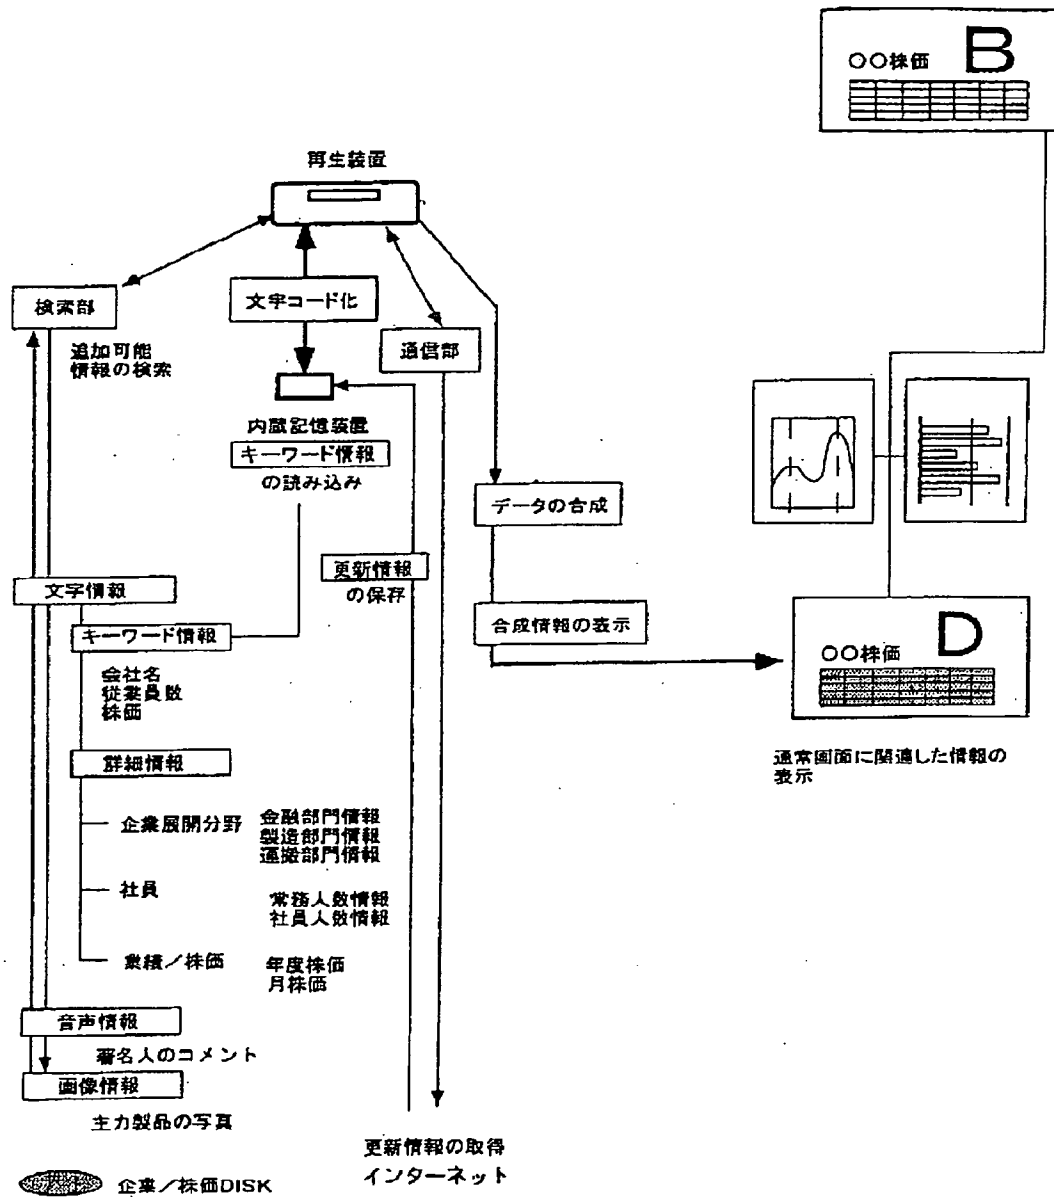 B
○○株価
再生装置
検索部
文字コード化
通信部
追加可能
情報の検索
内蔵記憶装置
キーワード情報
の読み込み
データの合成
更新情報
の保存
文字情報
キーワード情報
合成情報の表示
D
○○株価
会社名
従業員数
株価
通常画面に関連した情報の
表示
詳細情報
企業展開分野
金融部門情報
製造部門情報
運搬部門情報
社員
常務人数情報
社員人数情報
業績／株価
年度株価
月株価
音声情報
著名人のコメント
画像情報
主力製品の写真
更新情報の取得
インターネット
企業／株価DISK